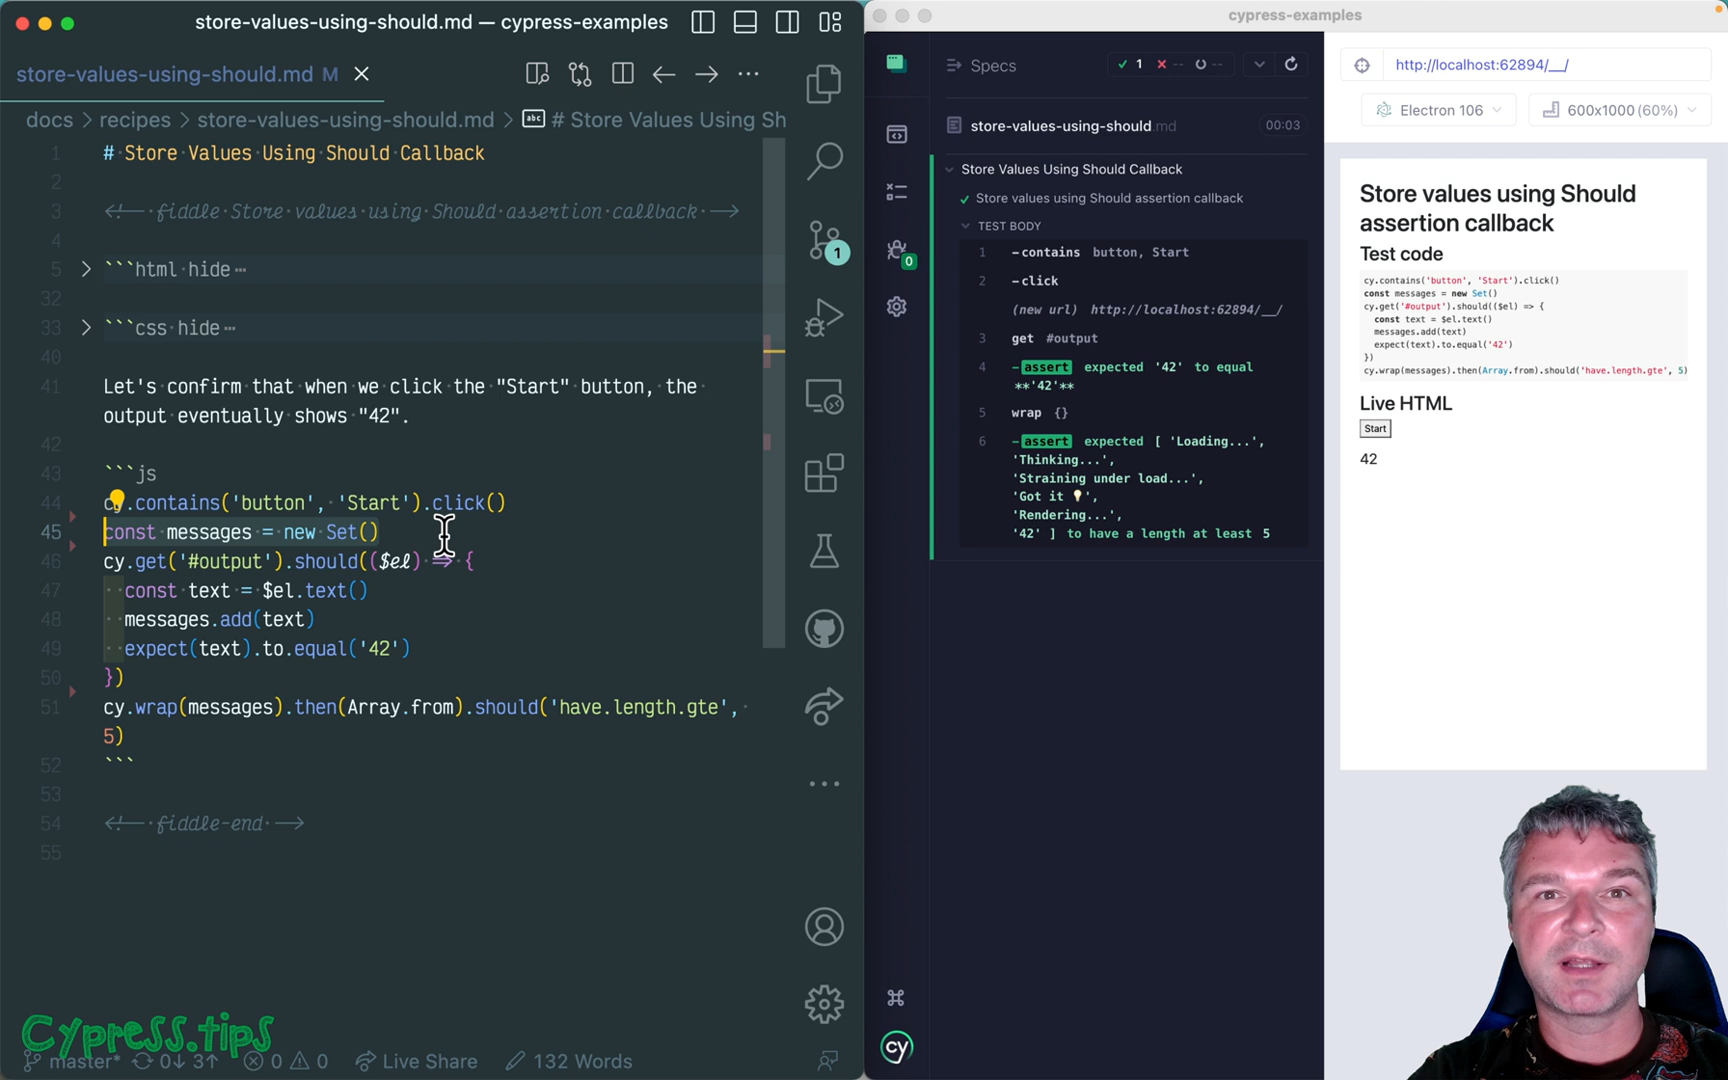 store-values-using-should.md — cypress-examples
store-values-using-should.md M
docs > recipes > store-values-using-should.md > abc # Store Values Using Sh
1 # Store Values Using Should Callback
2
3 <!-- fiddle Store values using Should assertion callback -->
4
5 ```html hide
32
33 ```css hide
40
41 Let's confirm that when we click the "Start" button, the
output eventually shows "42".
42
43 ```js
44 cy.contains('button', 'Start').click()
45 const messages = new Set()
46 cy.get('#output').should(($el) => {
47 const text = $el.text()
48 messages.add(text)
49 expect(text).to.equal('42')
50 })
51 cy.wrap(messages).then(Array.from).should('have.length.gte',
5)
52 ```
53
54 <!-- fiddle-end -->
55
1
Cypress.tips
master* 0↓ 3↑ 0 0 Live Share 132 Words
cypress-examples
Specs 1 -- --
store-values-using-should.md 00:03
Store Values Using Should Callback
Store values using Should assertion callback
TEST BODY
1 -contains button, Start
2 -click
(new url) http://localhost:62894/__/
3 get #output
4 -assert expected '42' to equal
**'42'**
5 wrap {}
6 -assert expected [ 'Loading...',
'Thinking...',
'Straining under load...',
'Got it 💡',
'Rendering...',
'42' ] to have a length at least 5
0
cy
http://localhost:62894/__/
Electron 106 600x1000 (60%)
Store values using Should
assertion callback
Test code
cy.contains('button', 'Start').click()
const messages = new Set()
cy.get('#output').should(($el) => {
const text = $el.text()
messages.add(text)
expect(text).to.equal('42')
})
cy.wrap(messages).then(Array.from).should('have.length.gte', 5)
Live HTML
Start
42